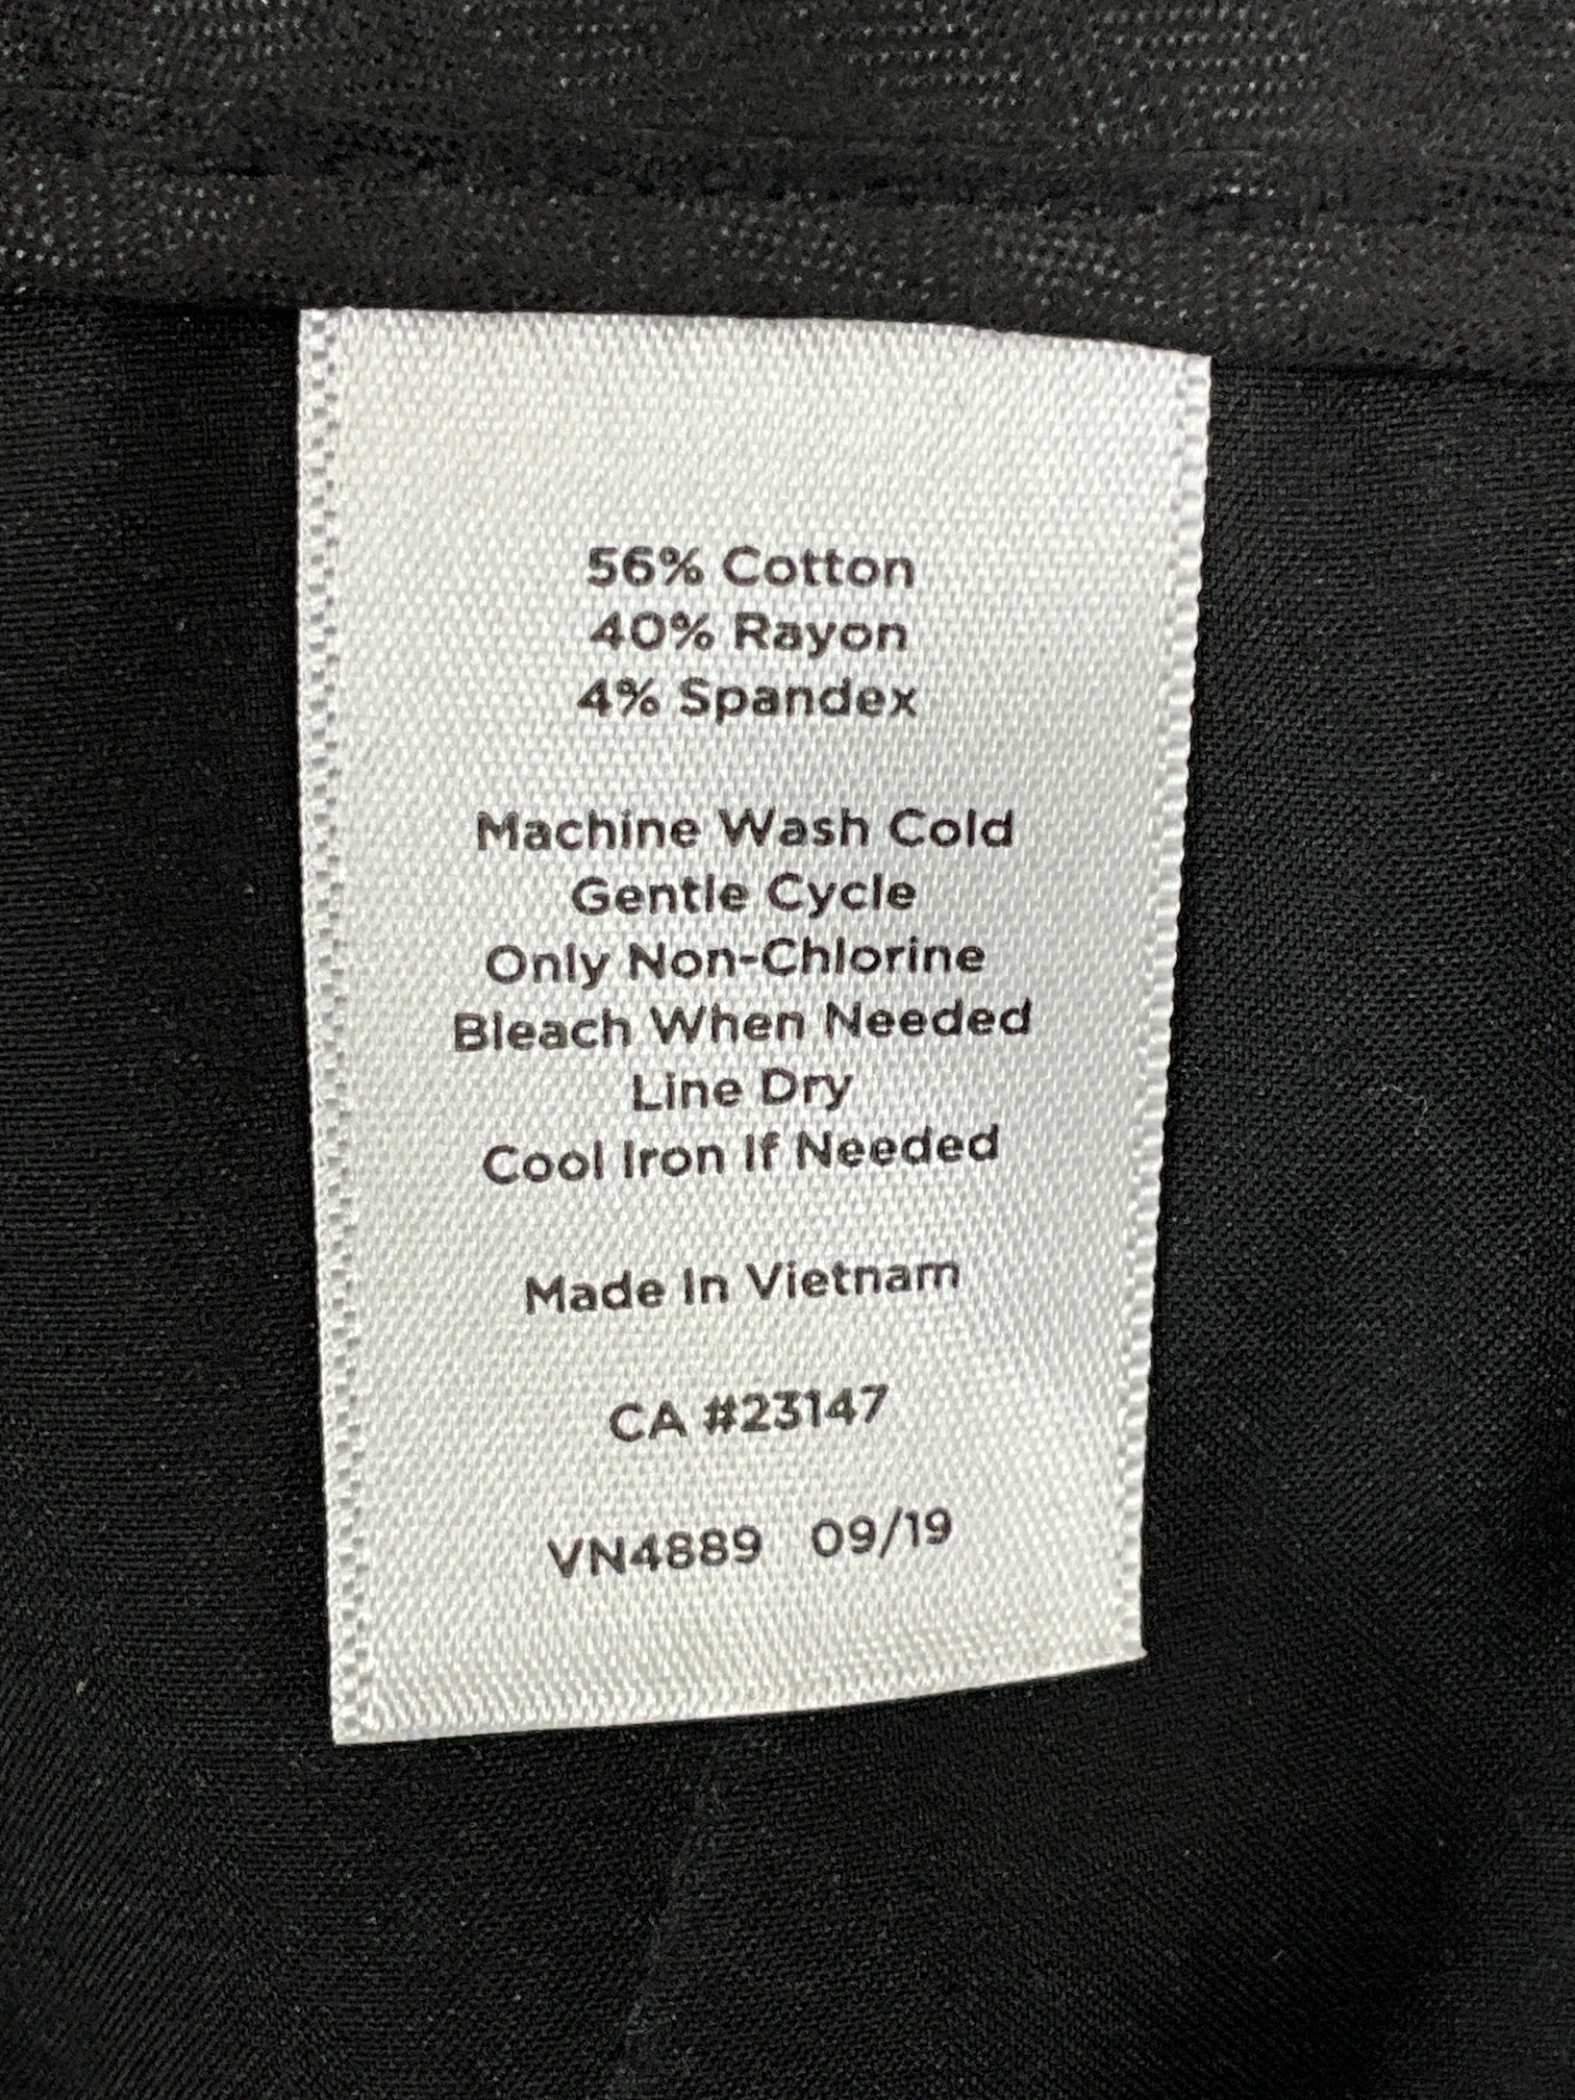 56% Cotton
40% Rayon
4% Spandex
Machine Wash Cold
Gentle Cycle
Only Non-Chlorine
Bleach When Needed
Line Dry
Cool Iron If Needed
Made In Vietnam
CA #23147
VN4889 09/19